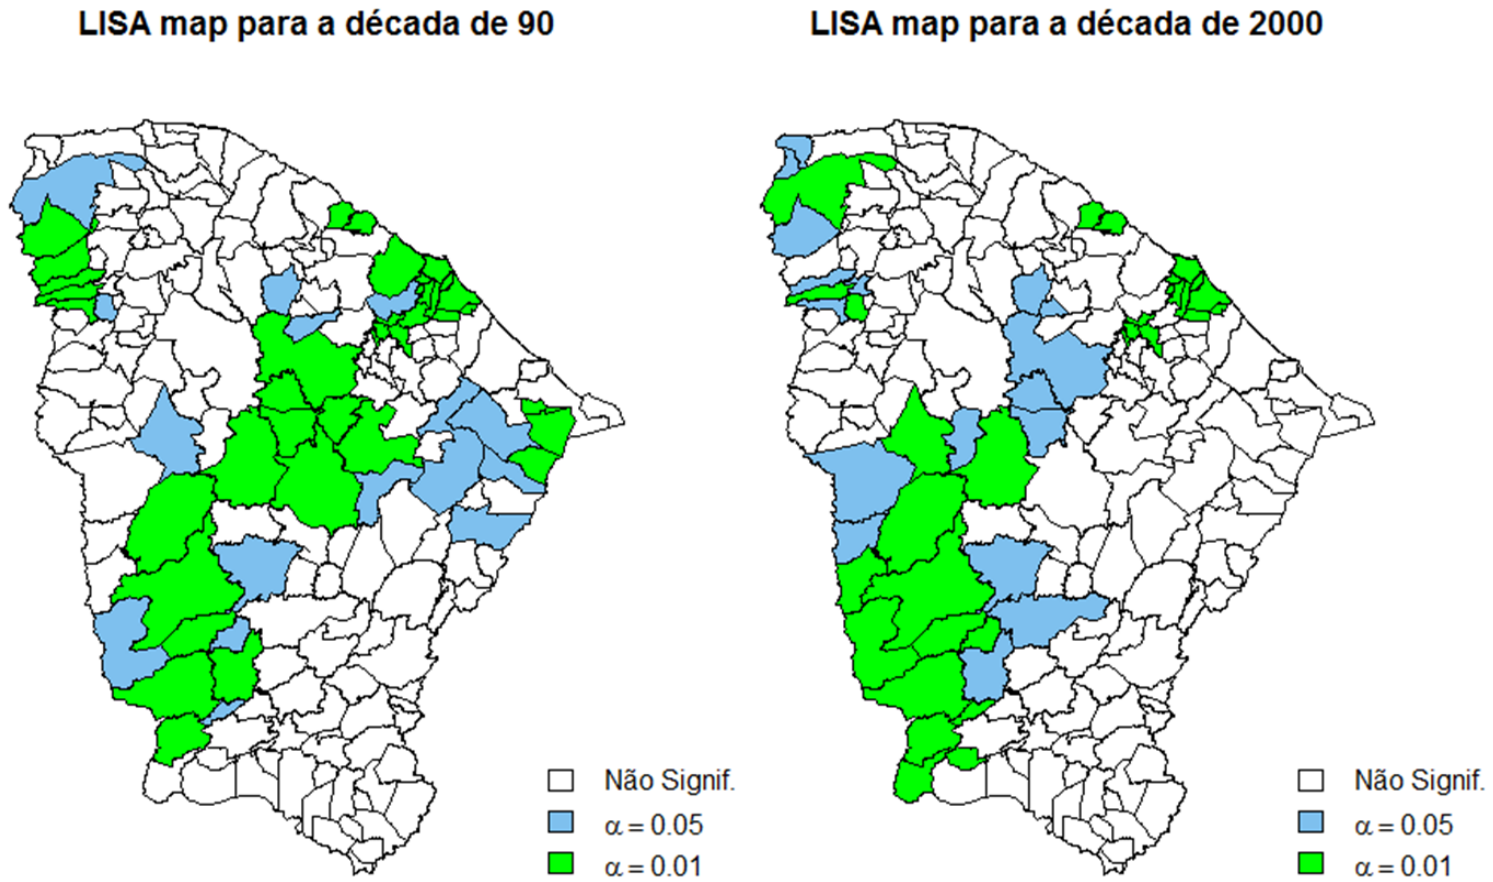 LISA map para a década de 90
LISA map para a década de 2000
Não Signif.
α = 0.05
α = 0.01
Não Signif.
α = 0.05
α = 0.01